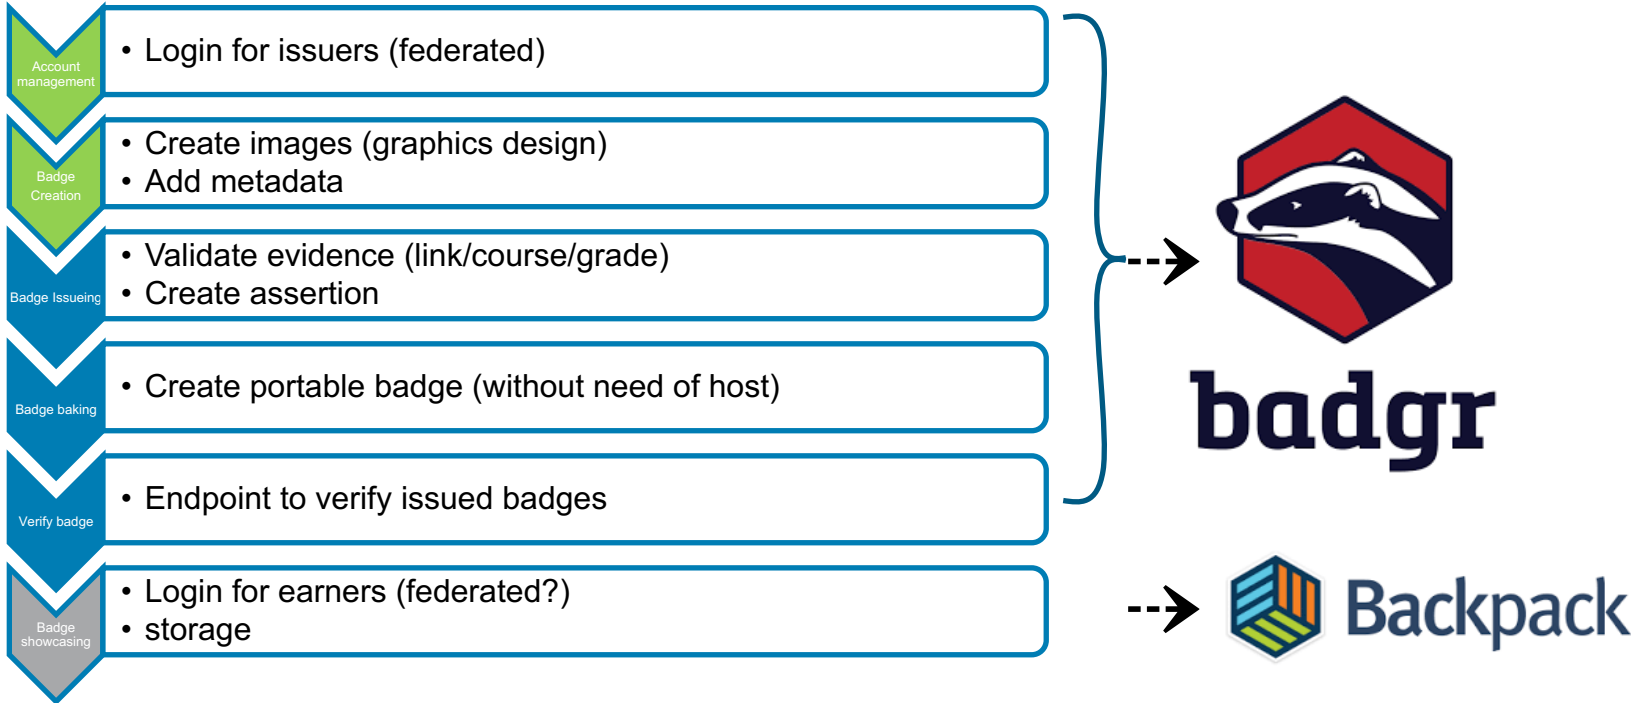 Account
management
• Login for issuers (federated)
Badge
Creation
• Create images (graphics design)
• Add metadata
Badge Issueing
• Validate evidence (link/course/grade)
• Create assertion
Badge baking
• Create portable badge (without need of host)
Verify badge
• Endpoint to verify issued badges
Badge
showcasing
• Login for earners (federated?)
• storage
badgr
Backpack